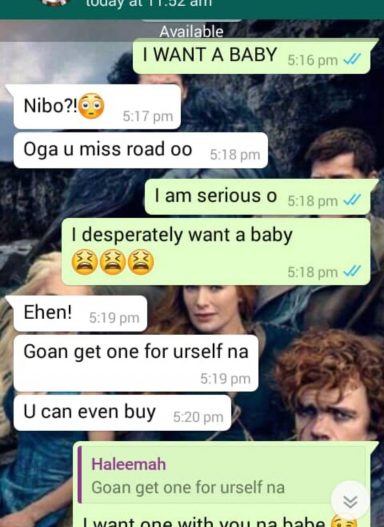 today at 11:52 am
Available
I WANT A BABY 5:16 pm
Nibo?!😳 5:17 pm
Oga u miss road oo 5:18 pm
I am serious o 5:18 pm
I desperately want a baby
😫😫😫 5:18 pm
Ehen! 5:19 pm
Goan get one for urself na
5:19 pm
U can even buy 5:20 pm
Haleemah
Goan get one for urself na
I want one with you na babe